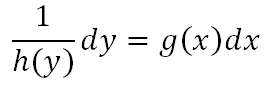 1/h(y) dy = g(x)dx